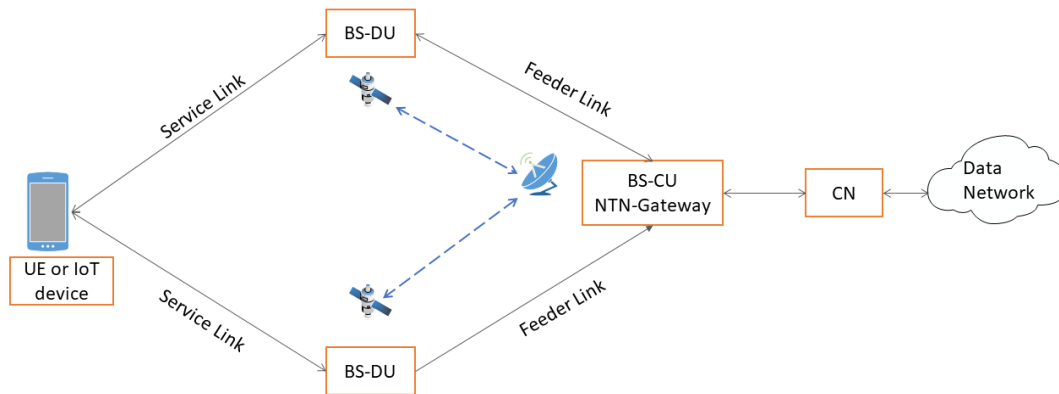 BS-DU
Service Link
Feeder Link
BS-CU
NTN-Gateway
CN
Data
Network
UE or IoT
device
Service Link
Feeder Link
BS-DU